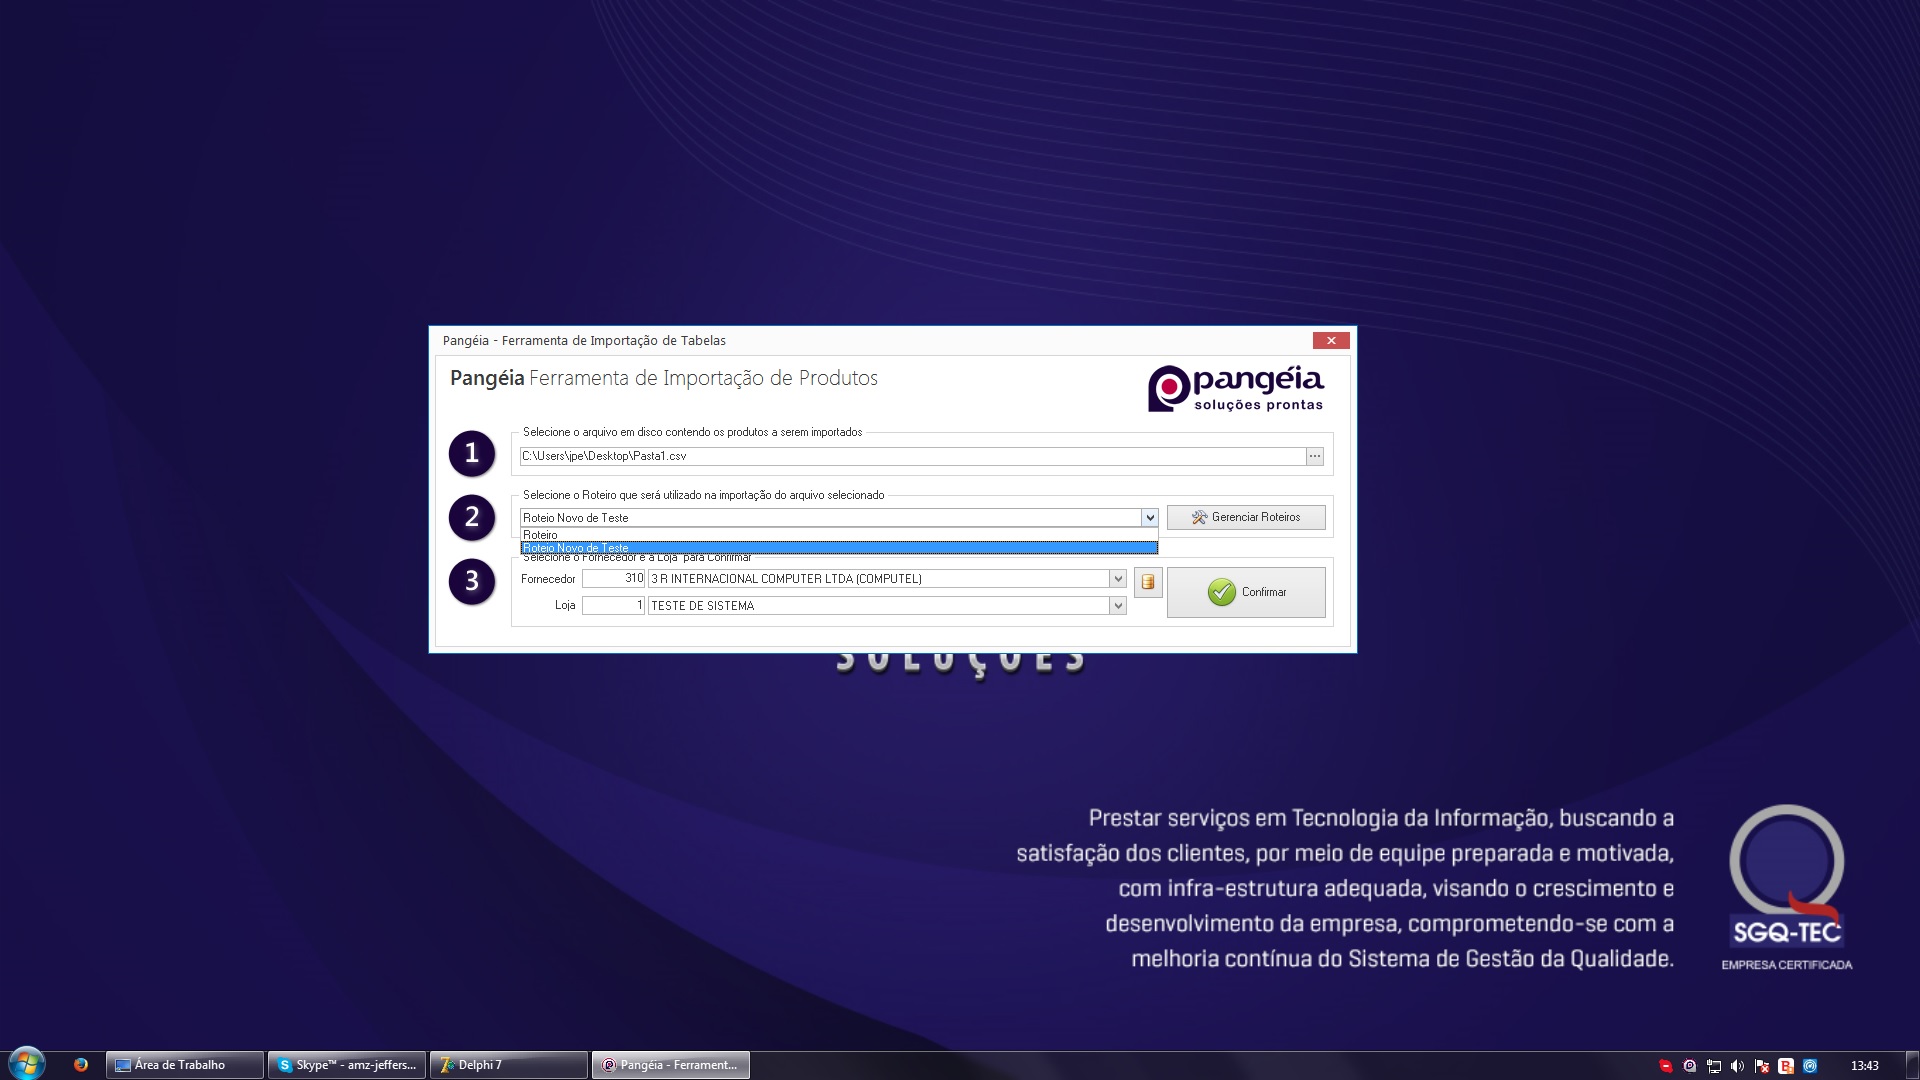 Pangéia - Ferramenta de Importação de Tabelas
Pangéia Ferramenta de Importação de Produtos
pangéia
soluções prontas
1
Selecione o arquivo em disco contendo os produtos a serem importados
C:\Users\jpe\Desktop\Pasta1.csv
...
2
Selecione o Roteiro que será utilizado na importação do arquivo selecionado
Roteio Novo de Teste
Gerenciar Roteiros
Roteiro
Roteio Novo de Teste
3
Selecione o Fornecedor e a Loja para Confirmar
Fornecedor 310 3 R INTERNACIONAL COMPUTER LTDA (COMPUTEL)
Loja 1 TESTE DE SISTEMA
Confirmar
SOLUÇÕES
Prestar serviços em Tecnologia da Informação, buscando a
satisfação dos clientes, por meio de equipe preparada e motivada,
com infra-estrutura adequada, visando o crescimento e
desenvolvimento da empresa, comprometendo-se com a
melhoria contínua do Sistema de Gestão da Qualidade.
SGQ-TEC
EMPRESA CERTIFICADA
Área de Trabalho
Skype™ - amz-jeffers...
Delphi 7
Pangéia - Ferrament...
13:43